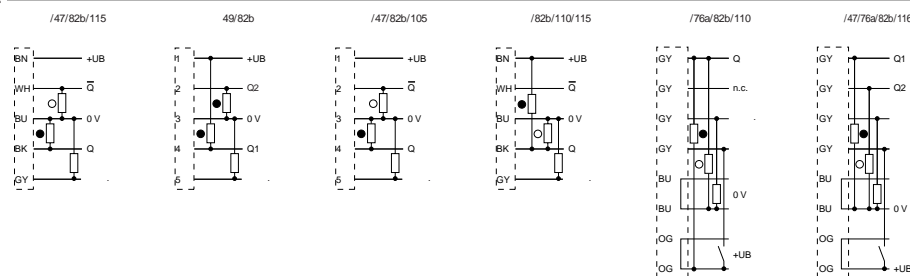 /47/82b/115
BN +UB
WH Q̅
BU 0 V
BK Q
GY
49/82b
1 +UB
2 Q2
3 0 V
4 Q1
5
/47/82b/105
1 +UB
2 Q̅
3 0 V
4 Q
5
/82b/110/115
BN +UB
WH Q̅
BU 0 V
BK Q
GY
/76a/82b/110
GY Q
GY n.c.
GY
GY
BU
0 V
BU
OG
+UB
OG
/47/76a/82b/116
GY Q1
GY Q2
GY
GY
BU
BU 0 V
OG
OG +UB